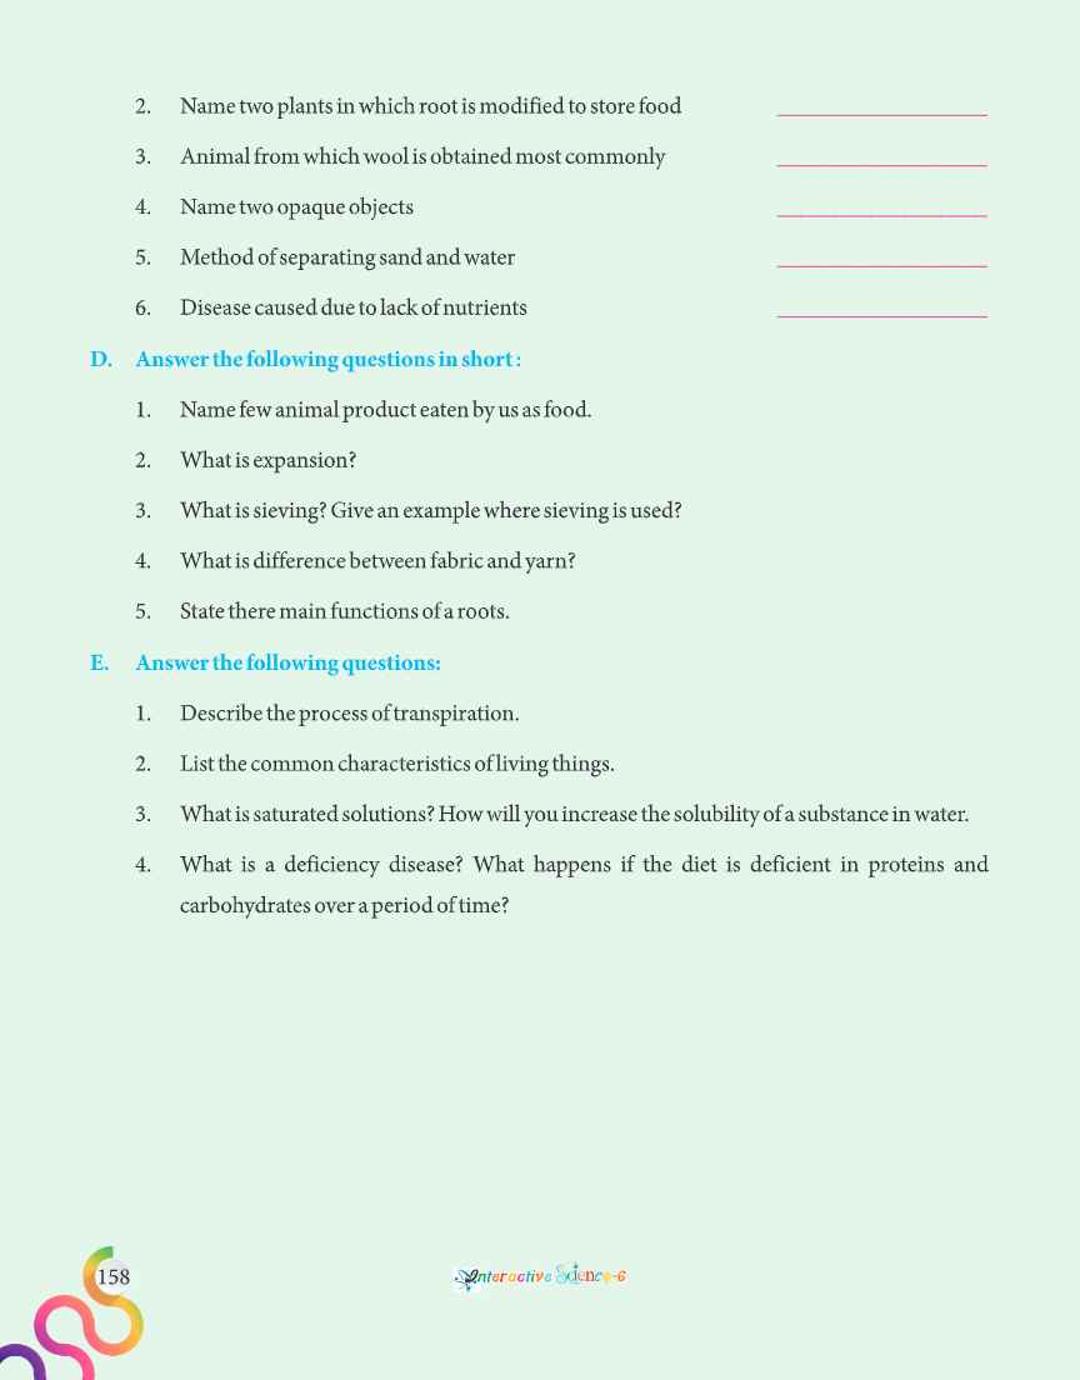 2. Name two plants in which root is modified to store food
3. Animal from which wool is obtained most commonly
4. Name two opaque objects
5. Method of separating sand and water
6. Disease caused due to lack of nutrients
D. Answer the following questions in short :
1. Name few animal product eaten by us as food.
2. What is expansion?
3. What is sieving? Give an example where sieving is used?
4. What is difference between fabric and yarn?
5. State there main functions of a roots.
E. Answer the following questions:
1. Describe the process of transpiration.
2. List the common characteristics of living things.
3. What is saturated solutions? How will you increase the solubility of a substance in water.
4. What is a deficiency disease? What happens if the diet is deficient in proteins and
carbohydrates over a period of time?
158
Interactive Science-6